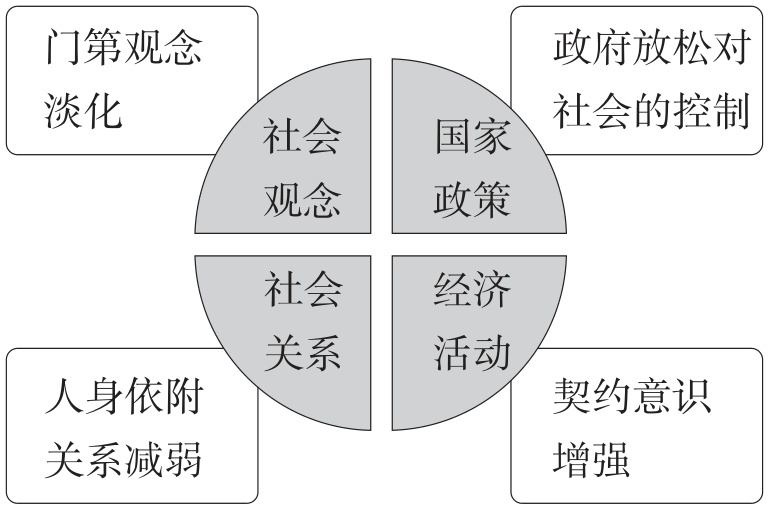 门第观念
淡化
政府放松对
社会的控制
社会
观念
国家
政策
社会
关系
经济
活动
人身依附
关系减弱
契约意识
增强